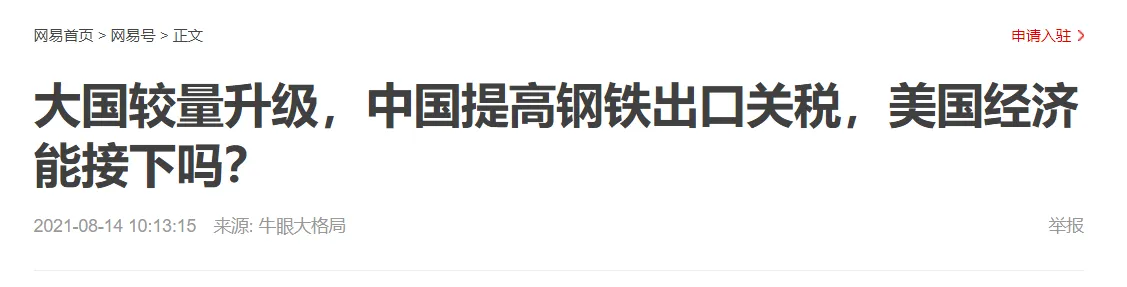 网易首页 > 网易号 > 正文
申请入驻 >
大国较量升级，中国提高钢铁出口关税，美国经济
能接下吗？
2021-08-14 10:13:15 来源: 牛眼大格局
举报